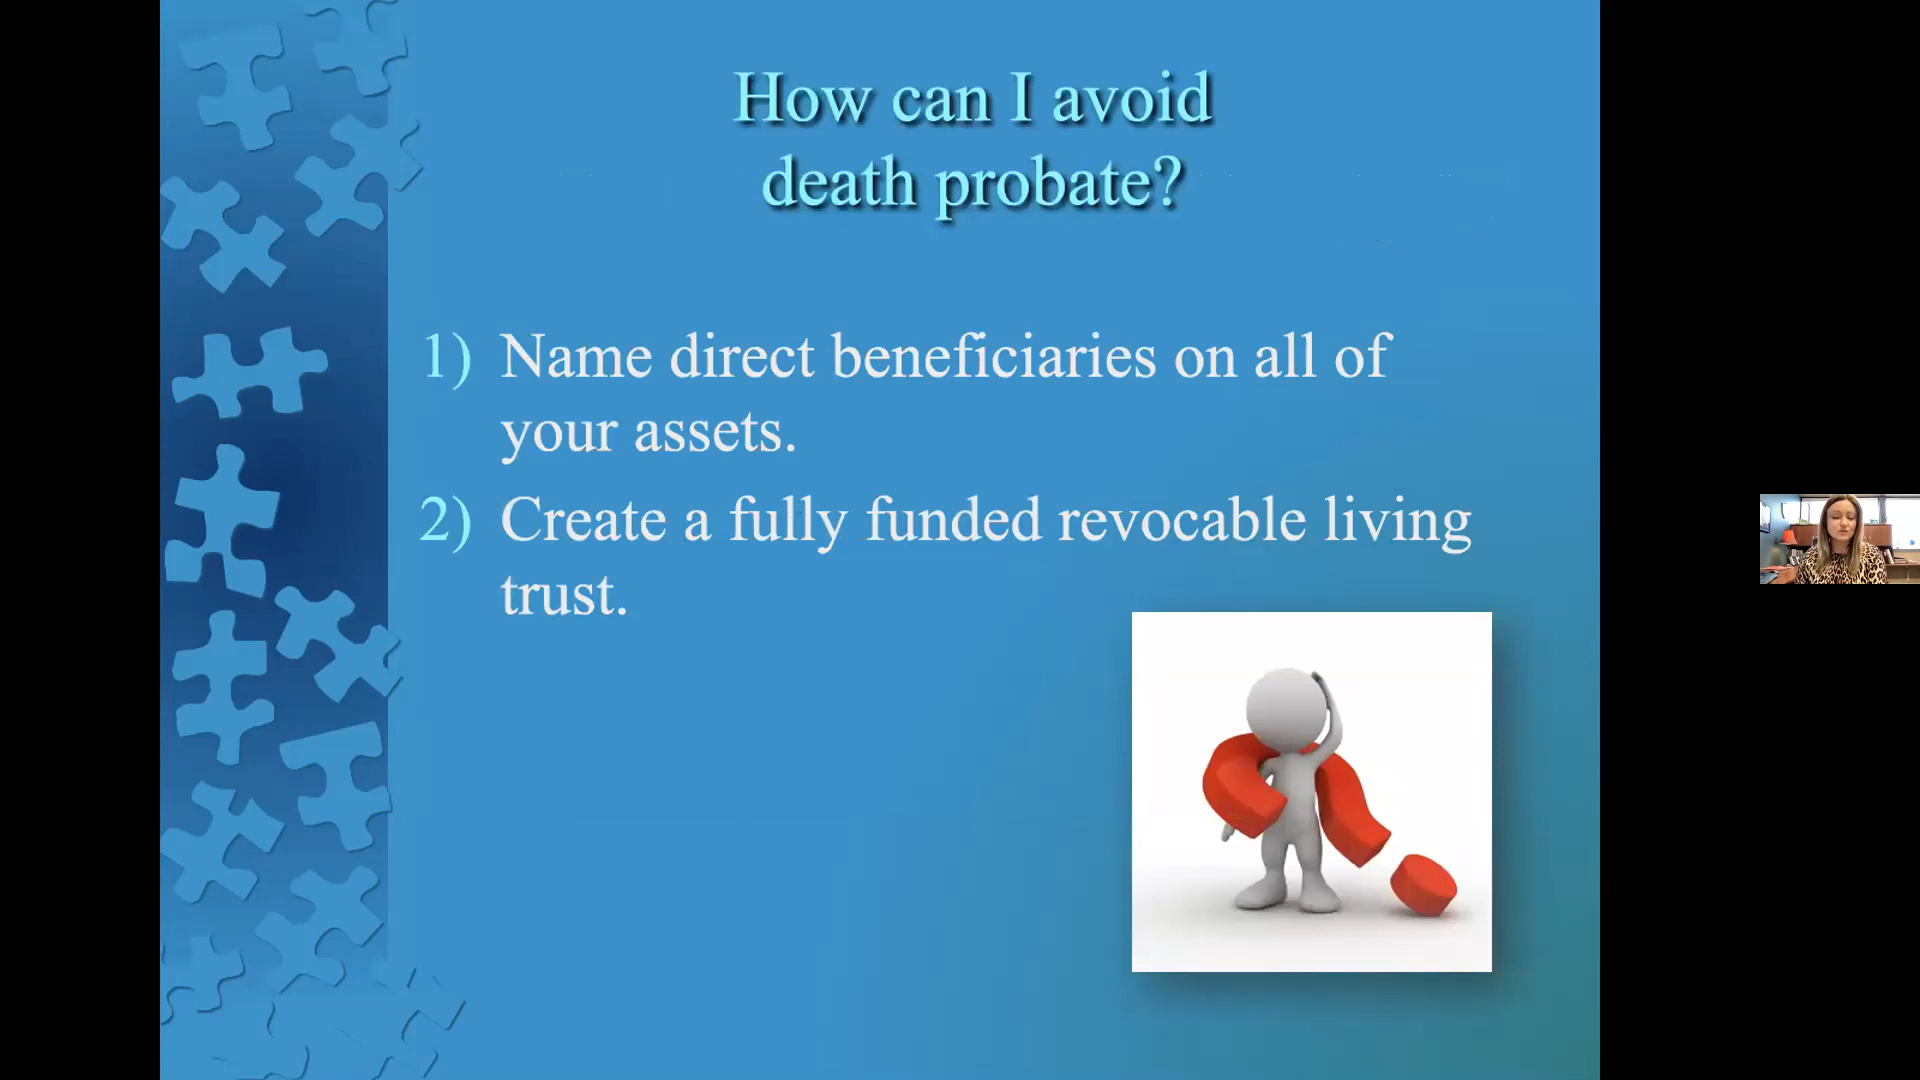 How can I avoid
death probate?
1) Name direct beneficiaries on all of
your assets.
2) Create a fully funded revocable living
trust.